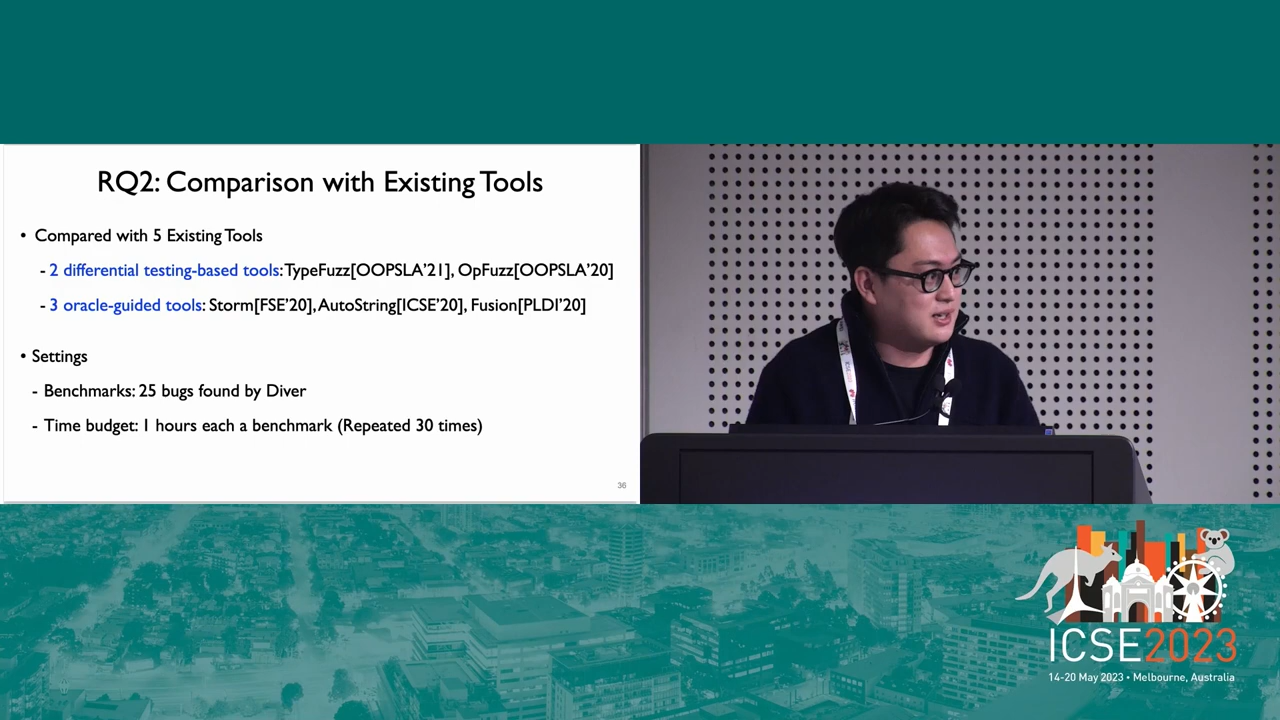 RQ2: Comparison with Existing Tools
• Compared with 5 Existing Tools
- 2 differential testing-based tools: TypeFuzz[OOPSLA'21], OpFuzz[OOPSLA'20]
- 3 oracle-guided tools: Storm[FSE'20], AutoString[ICSE'20], Fusion[PLDI'20]
• Settings
- Benchmarks: 25 bugs found by Diver
- Time budget: 1 hours each a benchmark (Repeated 30 times)
36
ICSE2023
14-20 May 2023 • Melbourne, Australia